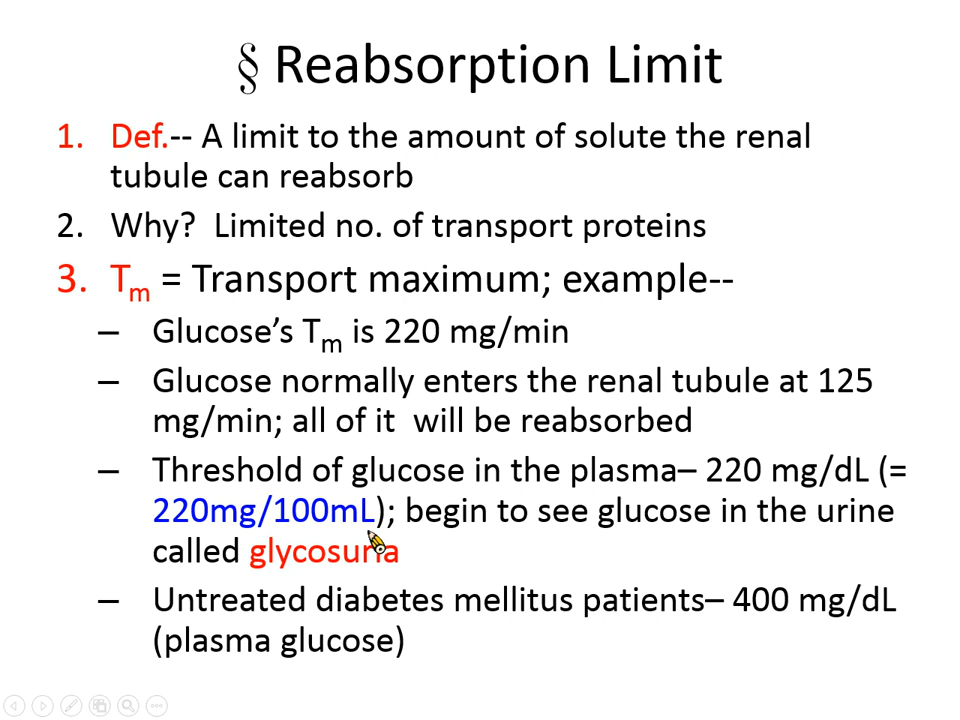 § Reabsorption Limit
1. Def.-- A limit to the amount of solute the renal
tubule can reabsorb
2. Why?  Limited no. of transport proteins
3. Tm = Transport maximum; example--
– Glucose’s Tm is 220 mg/min
– Glucose normally enters the renal tubule at 125
mg/min; all of it  will be reabsorbed
– Threshold of glucose in the plasma– 220 mg/dL (=
220mg/100mL); begin to see glucose in the urine
called glycosuria
– Untreated diabetes mellitus patients– 400 mg/dL
(plasma glucose)